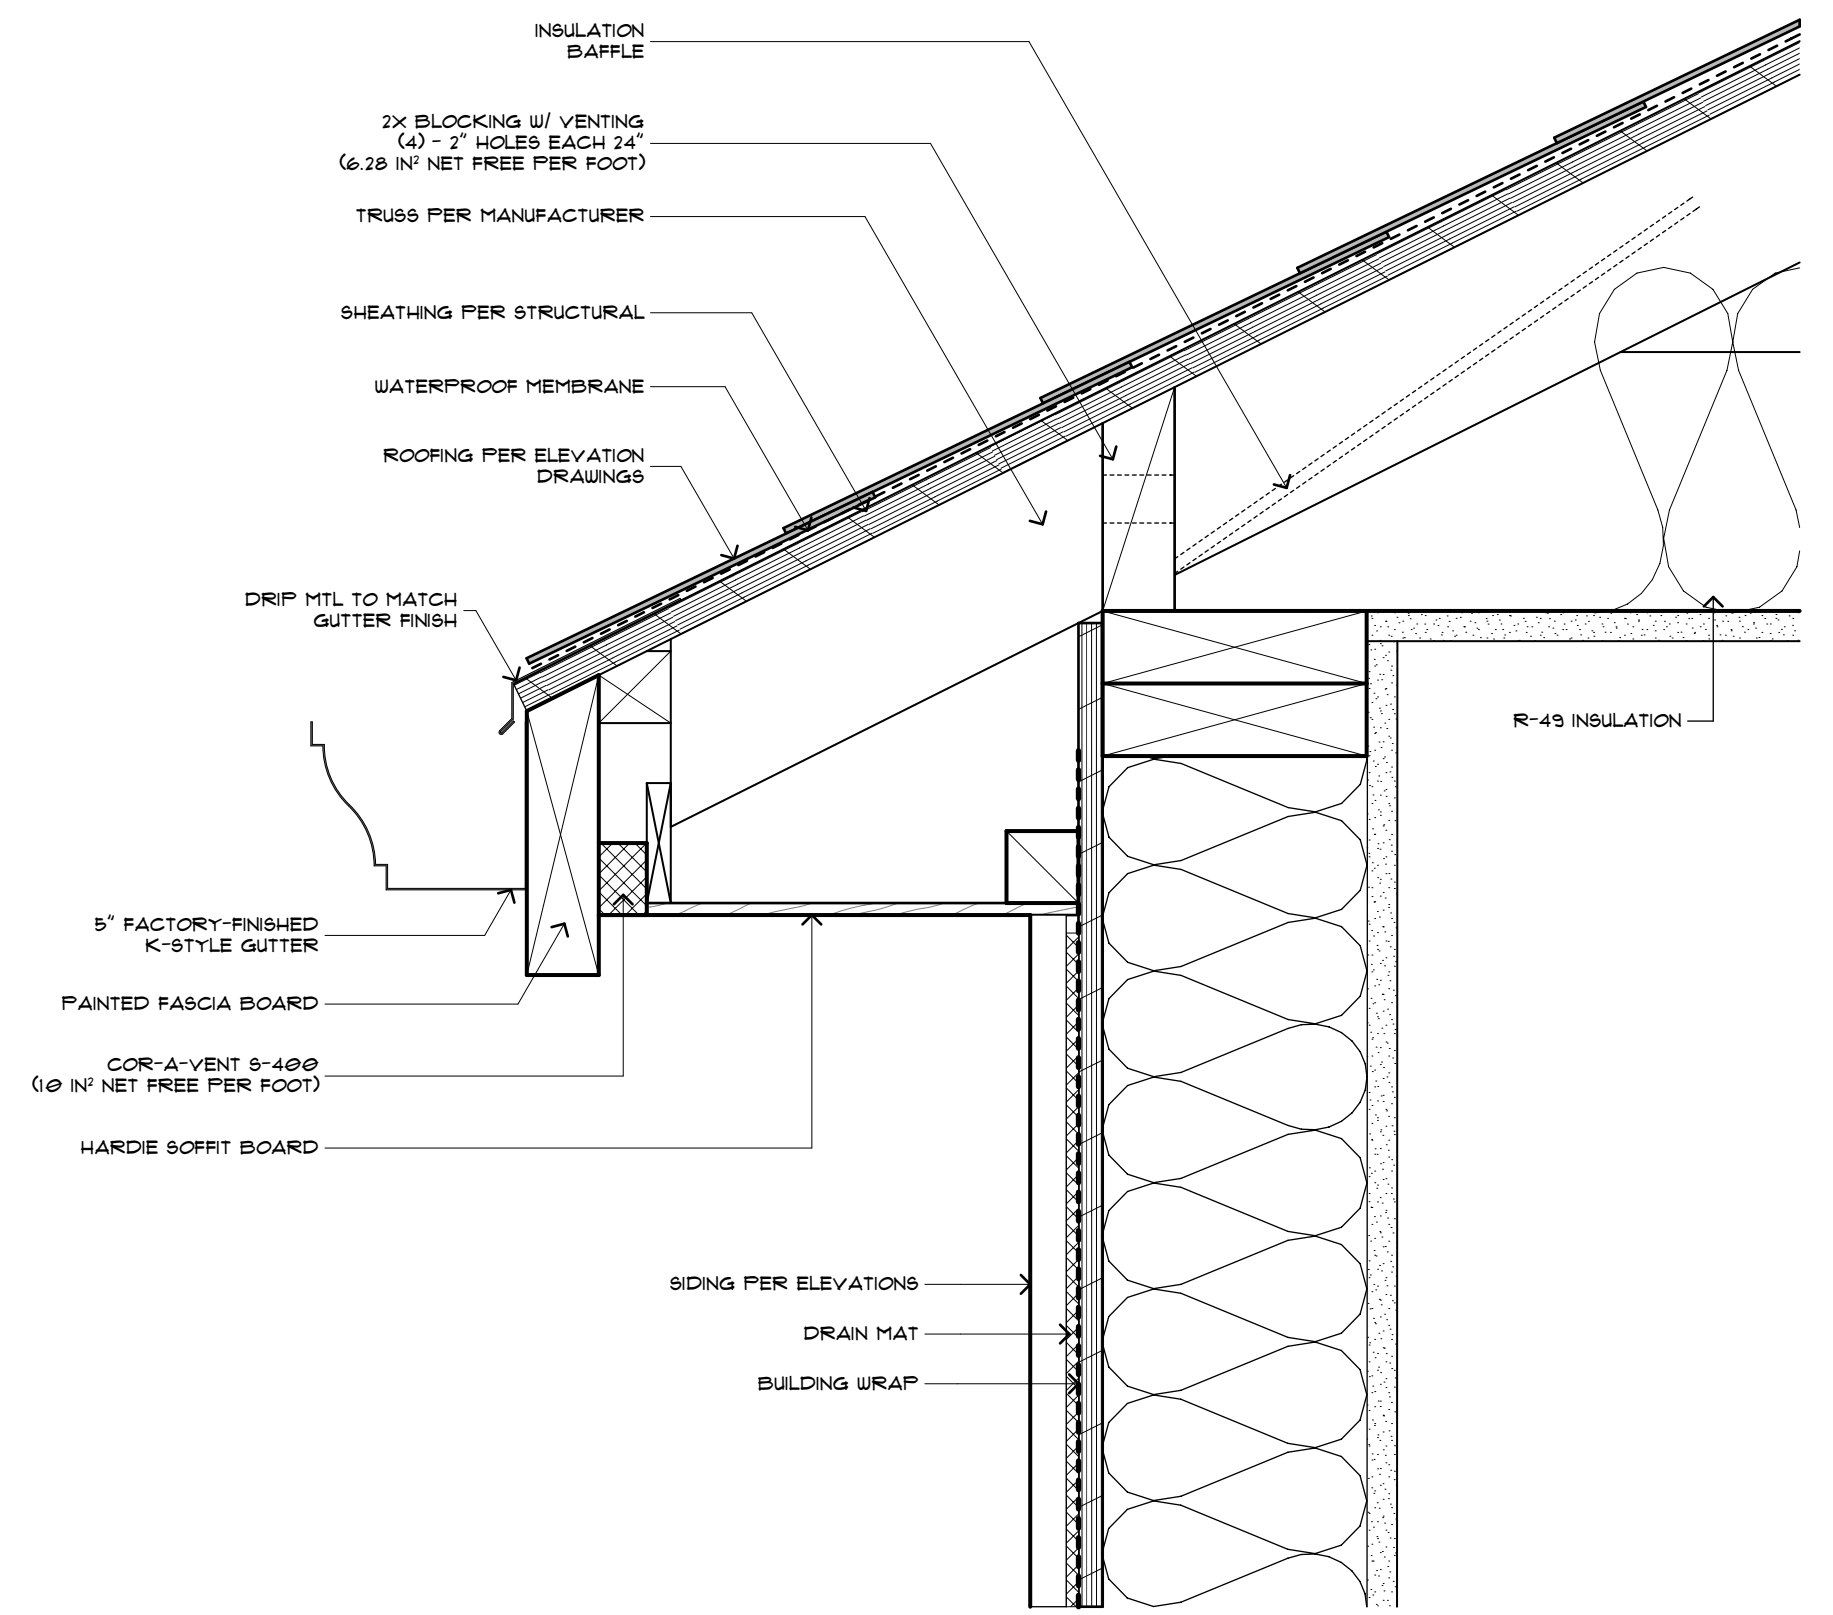 INSULATION
BAFFLE
2X BLOCKING W/ VENTING
(4) - 2" HOLES EACH 24"
(6.28 IN² NET FREE PER FOOT)
TRUSS PER MANUFACTURER
SHEATHING PER STRUCTURAL
WATERPROOF MEMBRANE
ROOFING PER ELEVATION
DRAWINGS
DRIP MTL TO MATCH
GUTTER FINISH
R-49 INSULATION
5" FACTORY-FINISHED
K-STYLE GUTTER
PAINTED FASCIA BOARD
COR-A-VENT S-400
(10 IN² NET FREE PER FOOT)
HARDIE SOFFIT BOARD
SIDING PER ELEVATIONS
DRAIN MAT
BUILDING WRAP